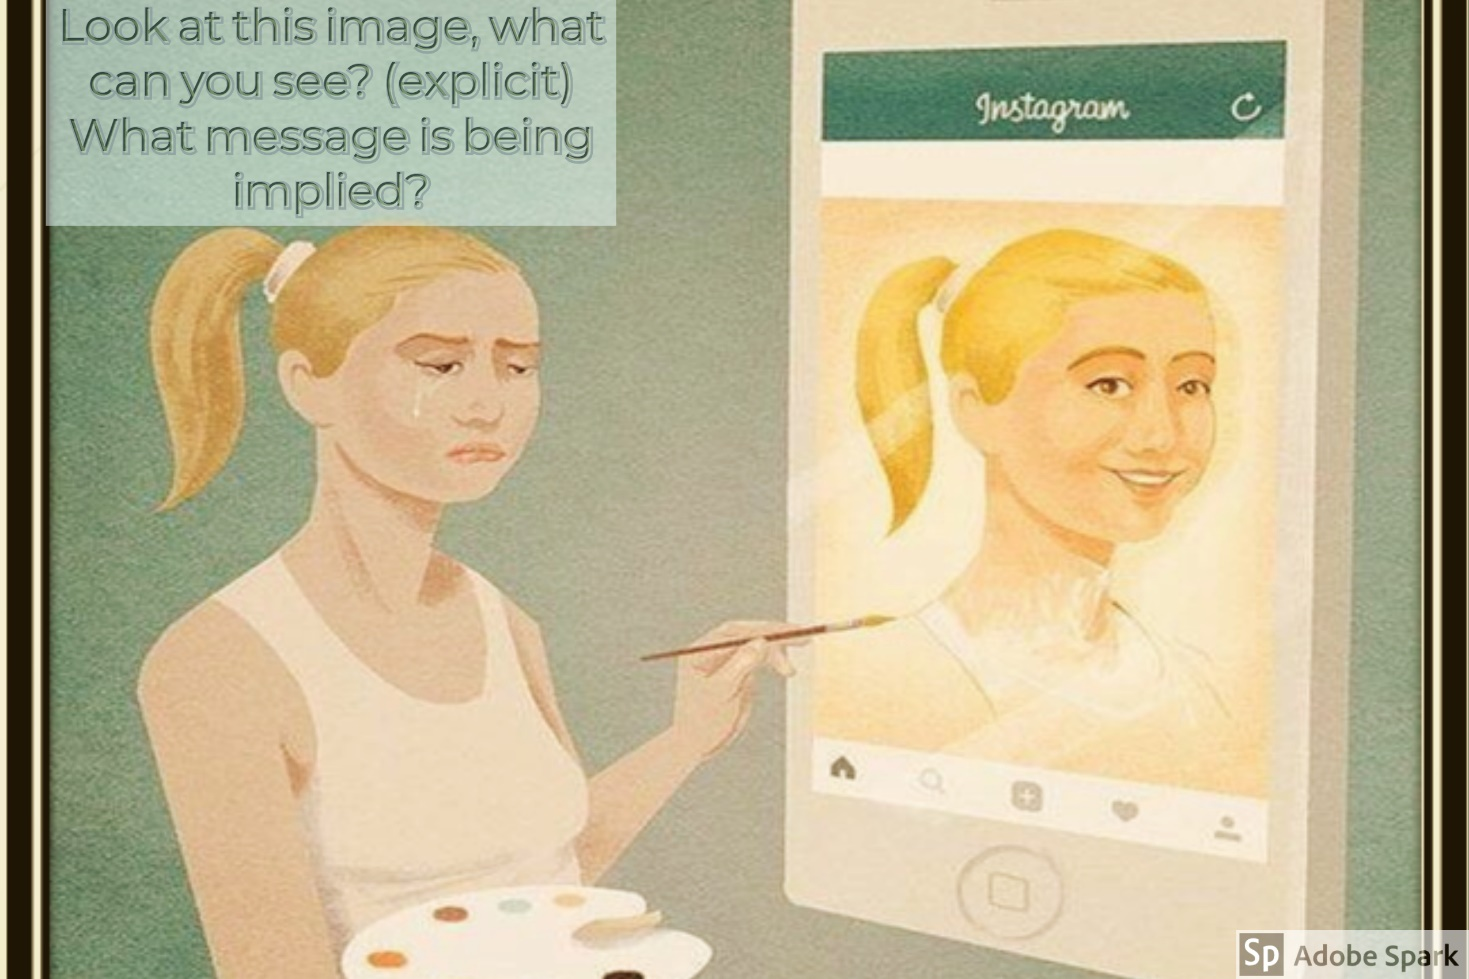 Look at this image, what
can you see? (explicit)
What message is being
implied?
Instagram
Sp Adobe Spark